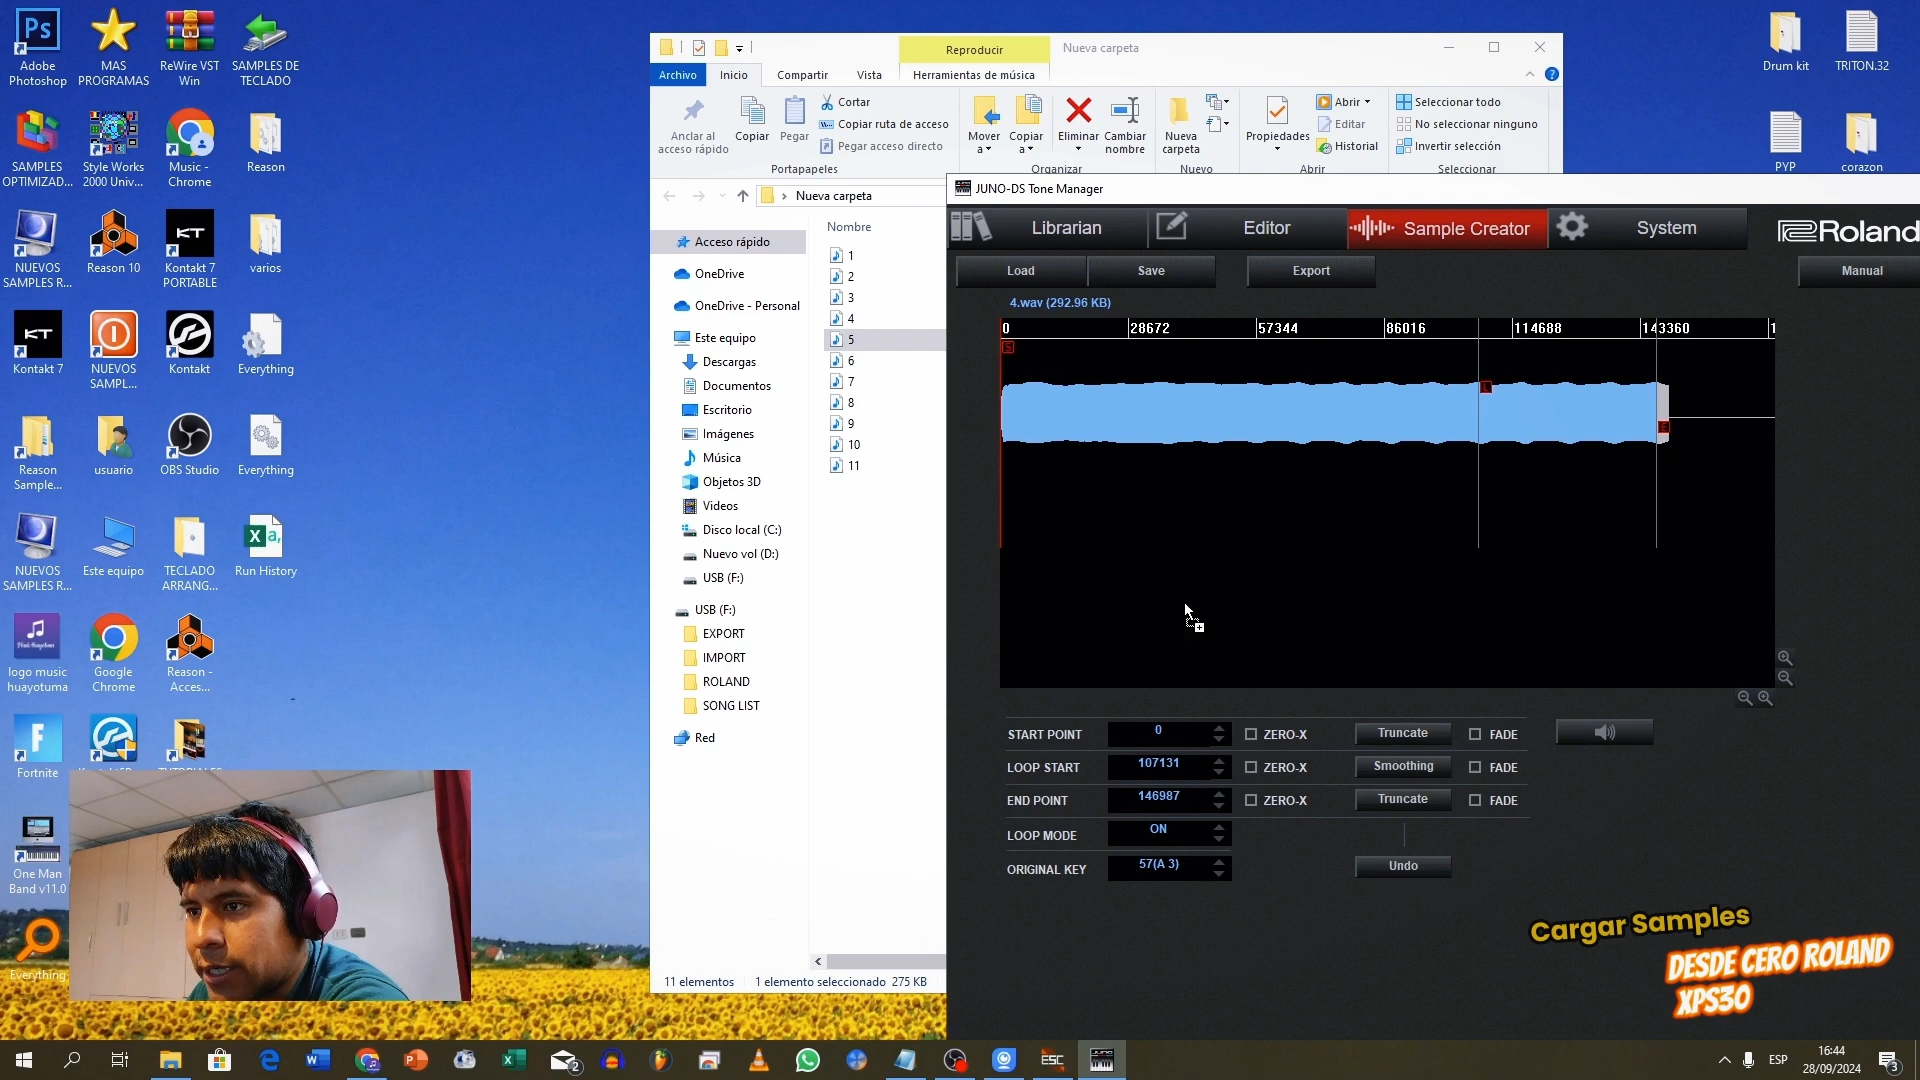 Adobe
Photoshop
MAS
PROGRAMAS
ReWire VST
Win
SAMPLES DE
TECLADO
SAMPLES
OPTIMIZAD...
Style Works
2000 Univ...
Music -
Chrome
Reason
NUEVOS
SAMPLES R...
Reason 10
Kontakt 7
PORTABLE
varios
Kontakt 7
NUEVOS
SAMPL...
Kontakt
Everything
Reason
Sample...
usuario
OBS Studio
Everything
NUEVOS
SAMPLES R...
Este equipo
TECLADO
ARRANG...
Run History
logo music
huayotuma
Google
Chrome
Reason -
Acces...
Fortnite
One Man
Band v11.0
Everything
Drum kit
TRITON.32
PYP
corazon
Reproducir
Nueva carpeta
Archivo
Inicio
Compartir
Vista
Herramientas de música
Anclar al
acceso rápido
Copiar
Pegar
Cortar
Copiar ruta de acceso
Pegar acceso directo
Portapapeles
Mover
a
Copiar
a
Eliminar
Cambiar
nombre
Organizar
Nueva
carpeta
Nuevo
Propiedades
Abrir
Editar
Historial
Abrir
Seleccionar todo
No seleccionar ninguno
Invertir selección
Seleccionar
Nueva carpeta
Acceso rápido
OneDrive
OneDrive - Personal
Este equipo
Descargas
Documentos
Escritorio
Imágenes
Música
Objetos 3D
Videos
Disco local (C:)
Nuevo vol (D:)
USB (F:)
USB (F:)
EXPORT
IMPORT
ROLAND
SONG LIST
Red
Nombre
1
2
3
4
5
6
7
8
9
10
11
11 elementos
1 elemento seleccionado 275 KB
JUNO-DS Tone Manager
Librarian
Editor
Sample Creator
System
Roland
Load
Save
Export
Manual
4.wav (292.96 KB)
0
28672
57344
86016
114688
143360
1
S
L
E
START POINT
0
ZERO-X
Truncate
FADE
LOOP START
107131
ZERO-X
Smoothing
FADE
END POINT
146987
ZERO-X
Truncate
FADE
LOOP MODE
ON
ORIGINAL KEY
57(A 3)
Undo
Cargar Samples
DESDE CERO ROLAND
XPS30
ESC
ESP
16:44
28/09/2024
2
3